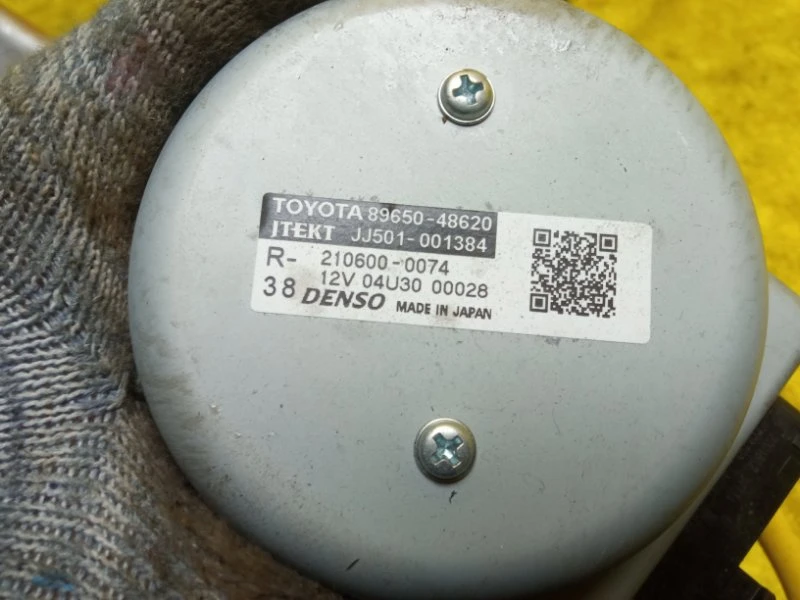 TOYOTA 89650-48620
JTEKT JJ501-001384
R- 210600-0074
12V 04U30 00028
38 DENSO MADE IN JAPAN